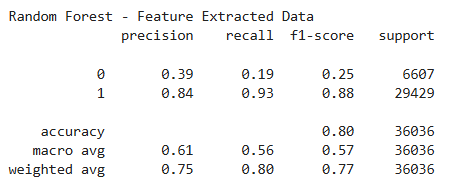 Random Forest - Feature Extracted Data
precision recall f1-score support
0 0.39 0.19 0.25 6607
1 0.84 0.93 0.88 29429
accuracy 0.80 36036
macro avg 0.61 0.56 0.57 36036
weighted avg 0.75 0.80 0.77 36036